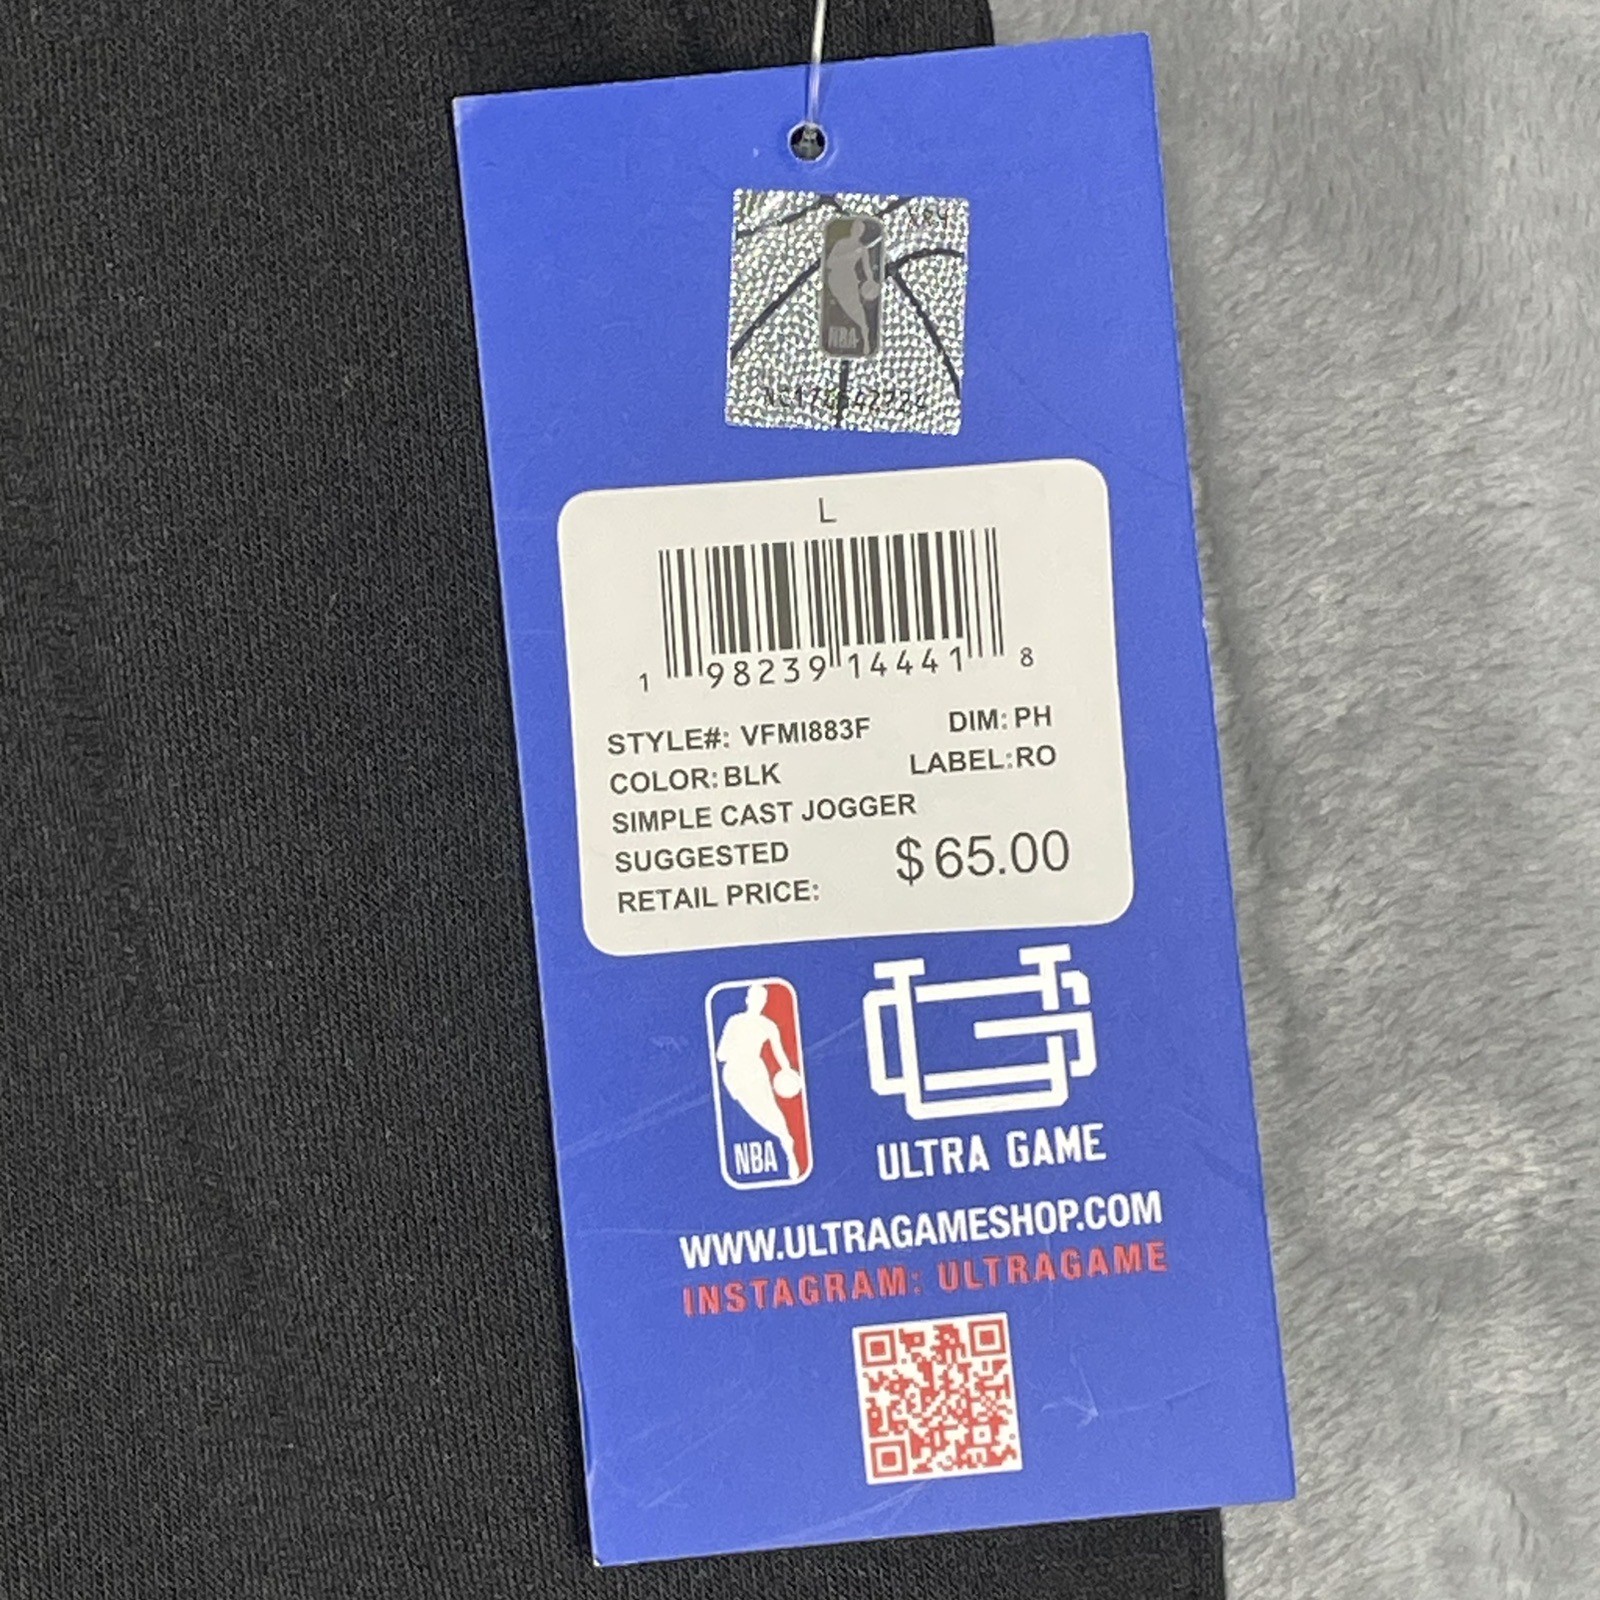 NBA
L
1 98239 14441 8
STYLE#: VFMI883F DIM: PH
COLOR: BLK LABEL:RO
SIMPLE CAST JOGGER
SUGGESTED
RETAIL PRICE: $65.00
NBA
ULTRA GAME
WWW.ULTRAGAMESHOP.COM
INSTAGRAM: ULTRAGAME